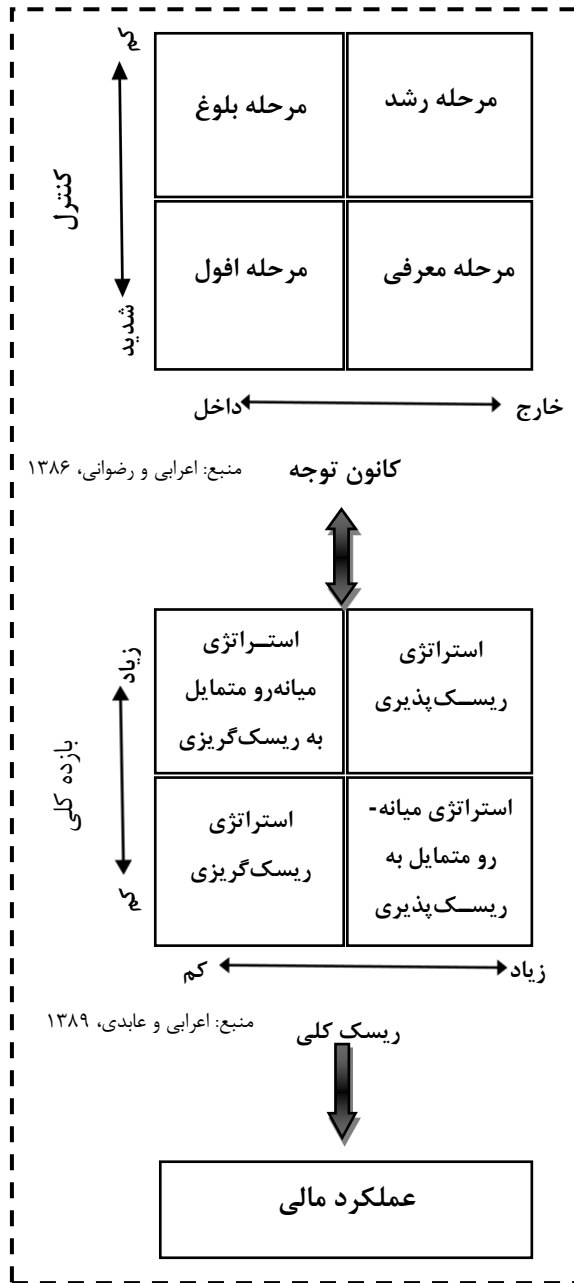 کم
مرحله رشد
مرحله بلوغ
کنترل
مرحله معرفی
مرحله افول
شدید
خارج
داخل
کانون توجه
منبع: اعرابی و رضوانی، ۱۳۸۶
زیاد
استراتژی
ریسک‌پذیری
استراتژی
میانه‌رو متمایل
به ریسک‌گریزی
بازده کلی
استراتژی میانه-
رو متمایل به
ریسک‌پذیری
استراتژی
ریسک‌گریزی
کم
زیاد
کم
ریسک کلی
منبع: اعرابی و عابدی، ۱۳۸۹
عملکرد مالی